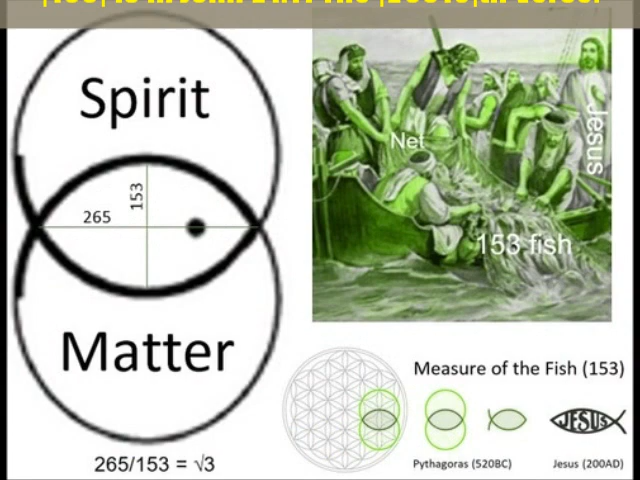 Spirit
153
265
Matter
265/153 = √3
Net
Jesus
153 fish
Measure of the Fish (153)
JESUS
Pythagoras (520BC)
Jesus (200AD)